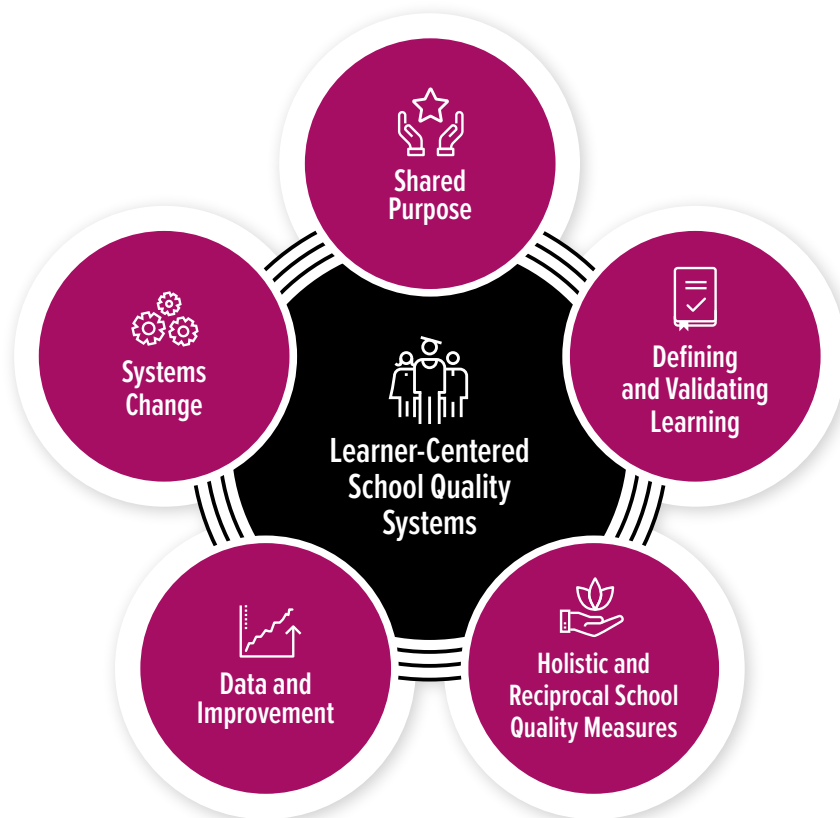 Shared
Purpose
Defining
and Validating
Learning
Systems
Change
Learner-Centered
School Quality
Systems
Holistic and
Reciprocal School
Quality Measures
Data and
Improvement